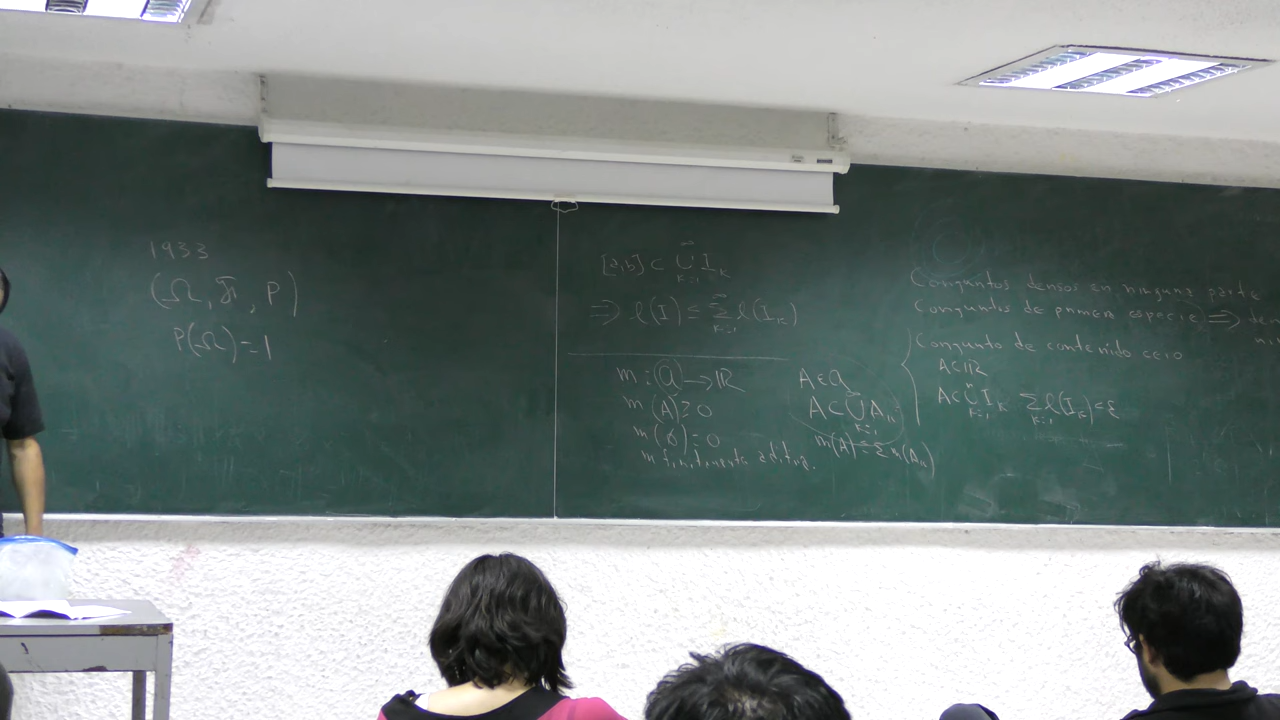 1933
(Ω, 𝓕, P)
P(Ω)=1
[a,b] ⊂ ∪_{k=1}^{n} I_k
⇒ l(I) ≤ Σ_{k=1}^{n} l(I_k)
m : a → ℝ
m(A) ≥ 0
m(∅) = 0
m finitamente aditiva.
A ∈ a
A ⊂ ∪_{k=1} A_n
m(A) ≤ Σ m(A_n)
Conjuntos densos en ninguna parte
Conjuntos de primera especie ⇒
Conjunto de contenido cero
A ⊂ ℝ
A ⊂ ∪_{k=1}^{n} I_k Σ_{k=1}^{n} l(I_k) < ε